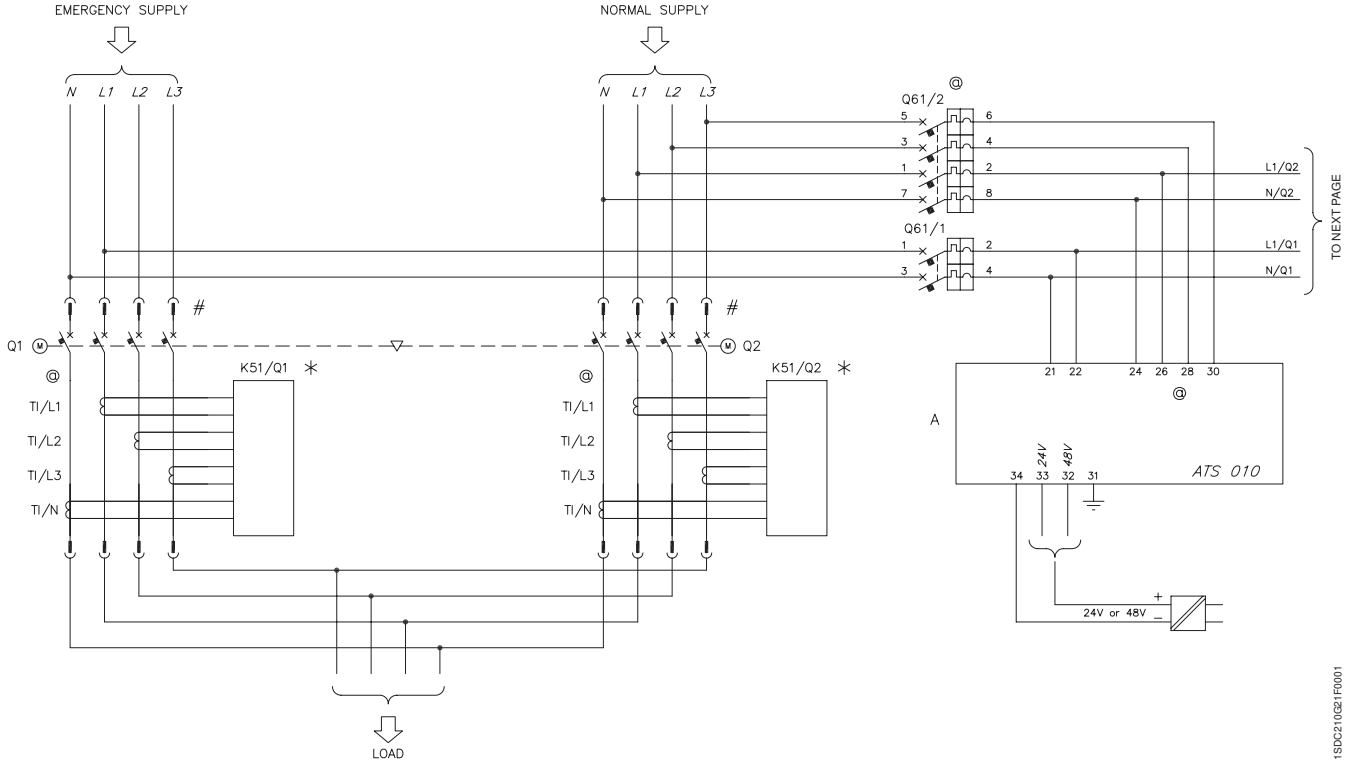 EMERGENCY SUPPLY
NORMAL SUPPLY
N L1 L2 L3
N L1 L2 L3
@
Q61/2
5 6
3 4
1 2 L1/Q2
7 8 N/Q2
Q61/1
1 2 L1/Q1
3 4 N/Q1
TO NEXT PAGE
#
#
Q1 M
M Q2
@
K51/Q1 *
@
K51/Q2 *
21 22 24 26 28 30
@
TI/L1
TI/L1
A
TI/L2
TI/L2
24V 48V
TI/L3
TI/L3
34 33 32 31
ATS 010
TI/N
TI/N
+
24V or 48V –
LOAD
1SDC210G21F0001